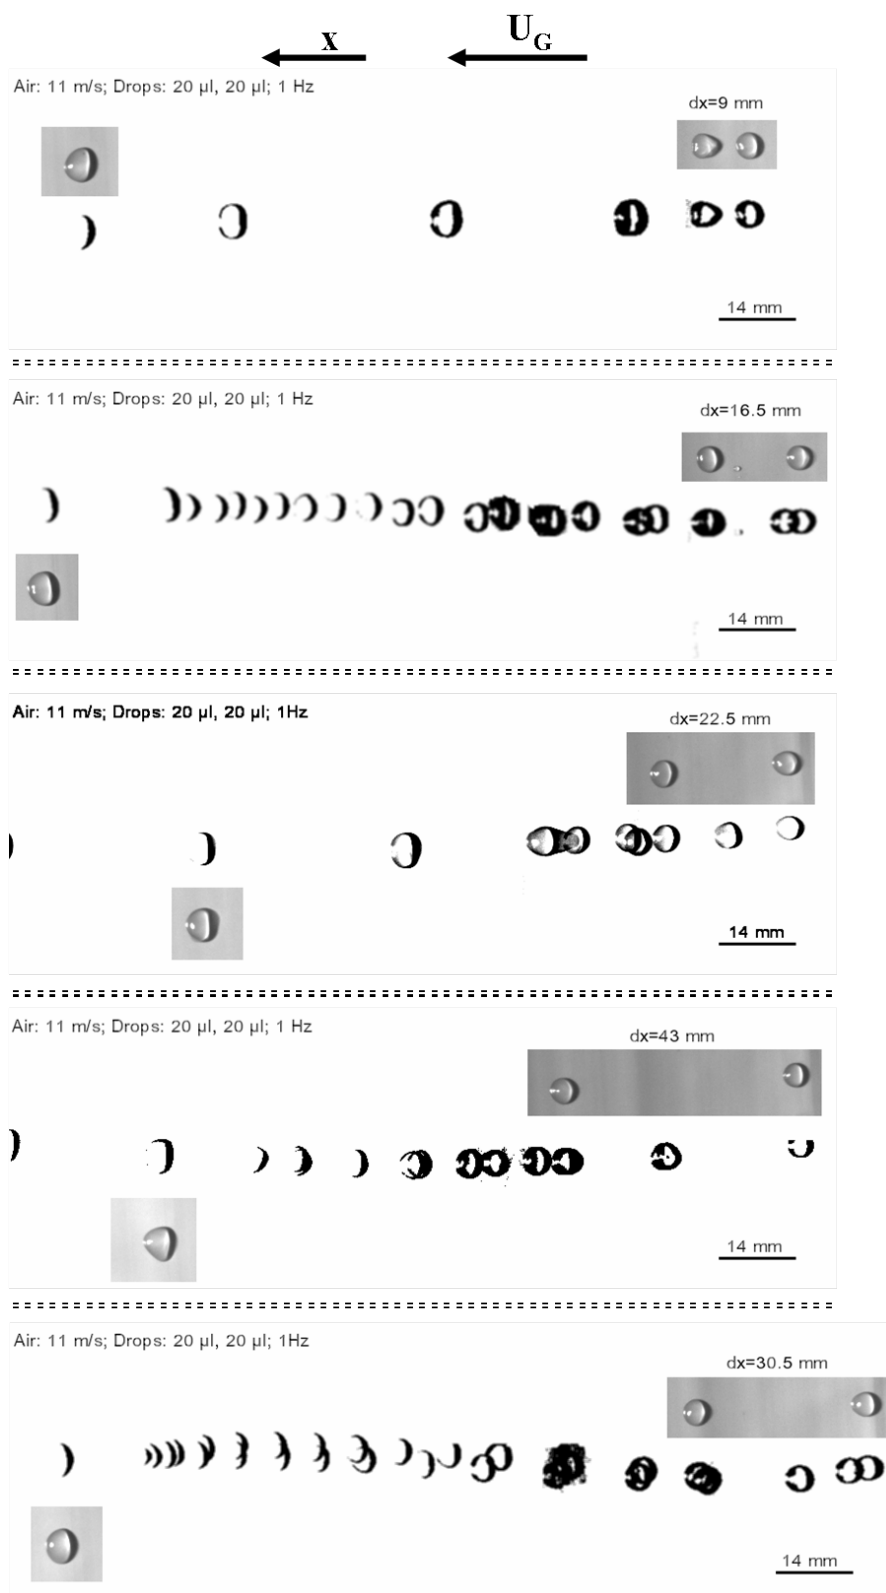 x U_G
Air: 11 m/s; Drops: 20 µl, 20 µl; 1 Hz
dx=9 mm
14 mm
Air: 11 m/s; Drops: 20 µl, 20 µl; 1 Hz
dx=16.5 mm
14 mm
Air: 11 m/s; Drops: 20 µl, 20 µl; 1Hz
dx=22.5 mm
14 mm
Air: 11 m/s; Drops: 20 µl, 20 µl; 1 Hz
dx=43 mm
14 mm
Air: 11 m/s; Drops: 20 µl, 20 µl; 1Hz
dx=30.5 mm
14 mm